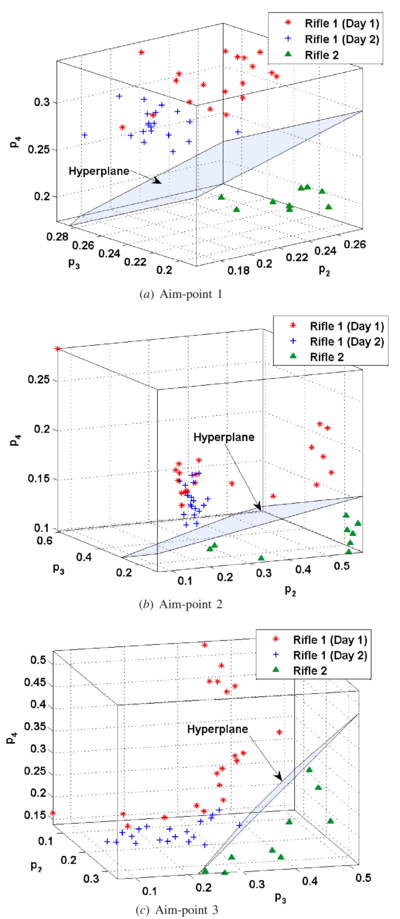 Rifle 1 (Day 1)
Rifle 1 (Day 2)
Rifle 2
0.3
0.25
0.2
p4
Hyperplane
0.28
0.26
0.24
0.22
0.2
p3
0.18
0.2
0.22
0.24
0.26
p2
(a) Aim-point 1
Rifle 1 (Day 1)
Rifle 1 (Day 2)
Rifle 2
0.25
0.2
0.15
0.1
p4
Hyperplane
0.6
0.4
0.2
p3
0.1
0.2
0.3
0.4
0.5
p2
(b) Aim-point 2
Rifle 1 (Day 1)
Rifle 1 (Day 2)
Rifle 2
0.5
0.45
0.4
0.35
0.3
0.25
0.2
0.15
p4
Hyperplane
0.1
0.2
0.3
p2
0.1
0.2
0.3
0.4
0.5
p3
(c) Aim-point 3